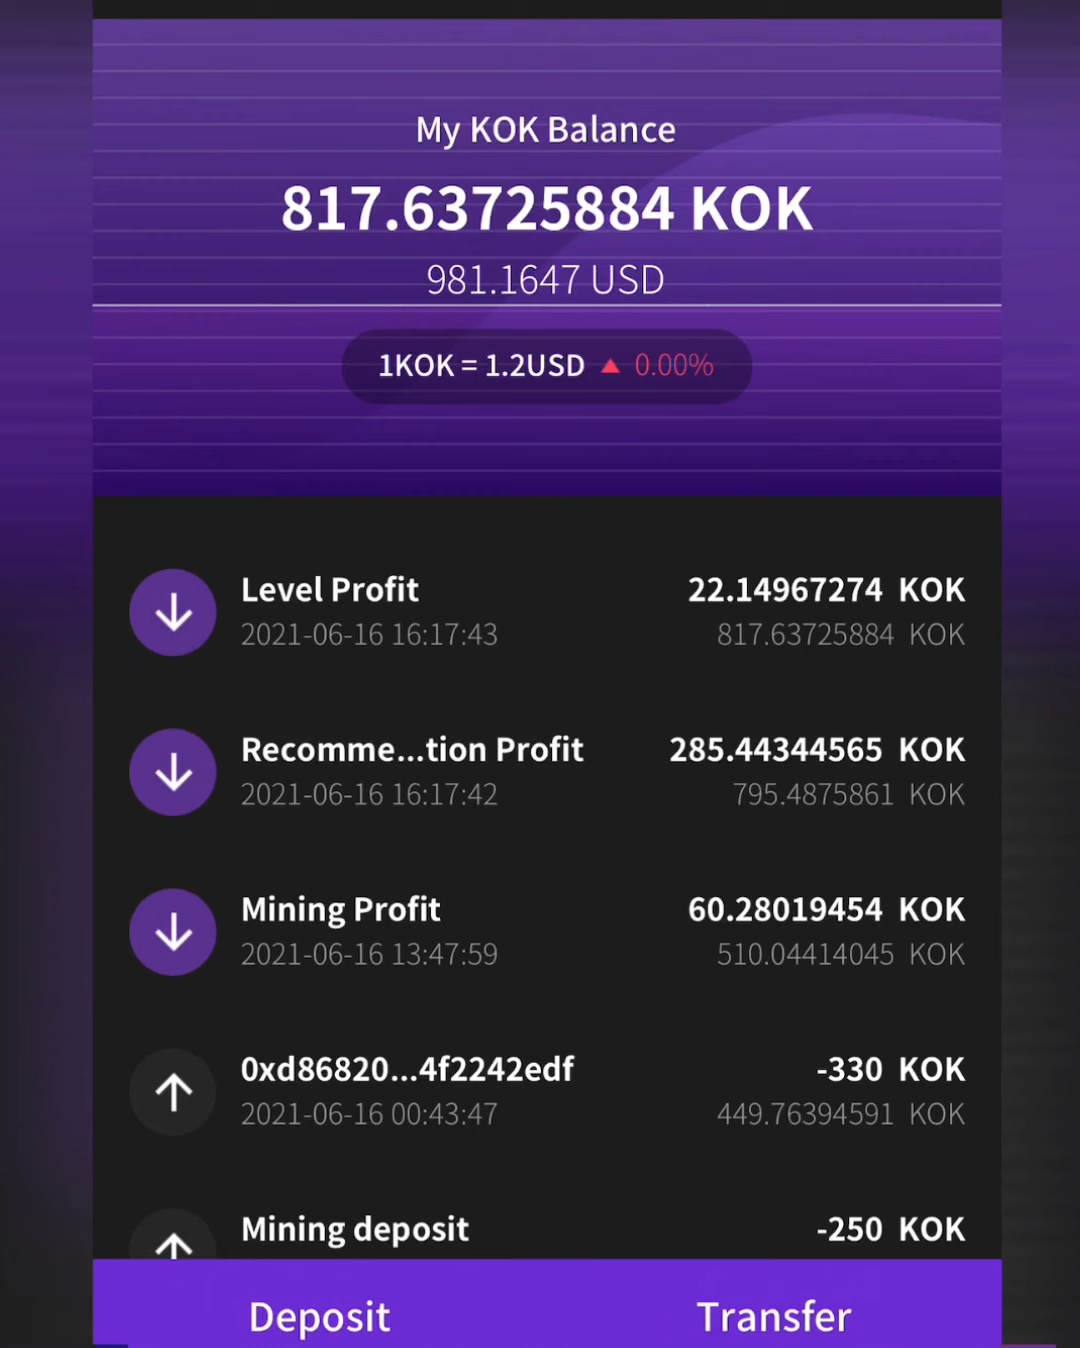 My KOK Balance
817.63725884 KOK
981.1647 USD
1KOK = 1.2USD ▲ 0.00%
Level Profit 22.14967274 KOK
2021-06-16 16:17:43 817.63725884 KOK
Recomme...tion Profit 285.44344565 KOK
2021-06-16 16:17:42 795.4875861 KOK
Mining Profit 60.28019454 KOK
2021-06-16 13:47:59 510.04414045 KOK
0xd86820...4f2242edf -330 KOK
2021-06-16 00:43:47 449.76394591 KOK
Mining deposit -250 KOK
Deposit Transfer